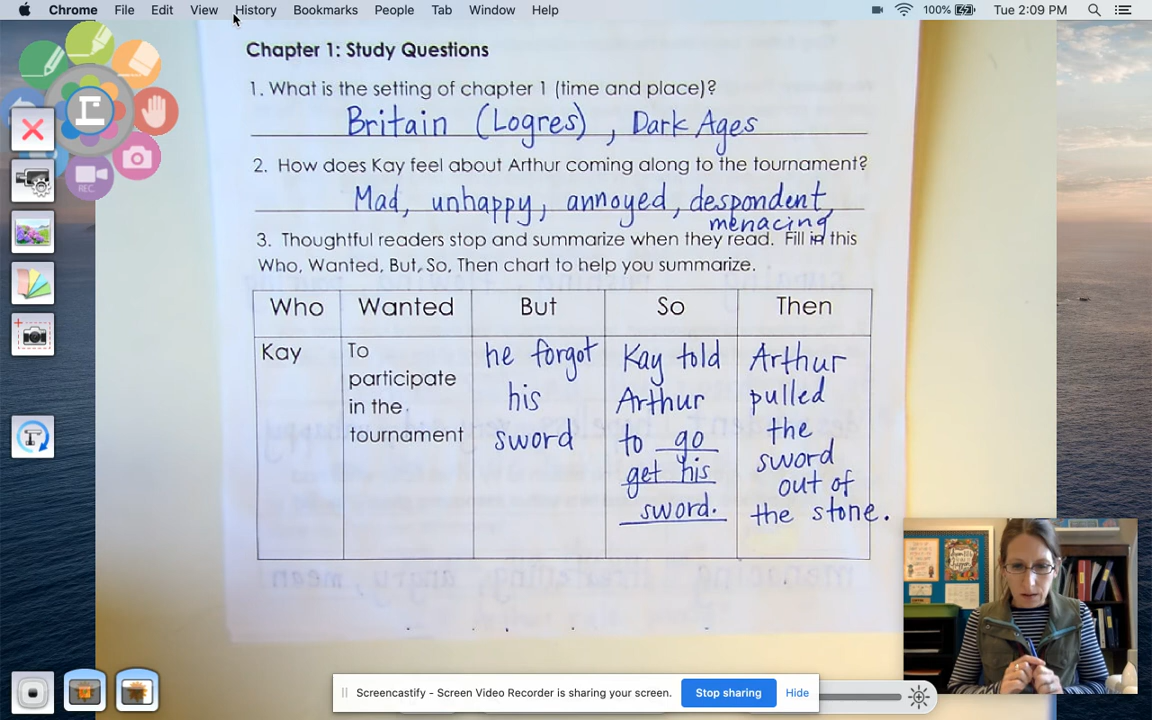 Chrome File Edit View History Bookmarks People Tab Window Help 100% Tue 2:09 PM
Chapter 1: Study Questions
1. What is the setting of chapter 1 (time and place)?
Britain (Logres), Dark Ages
2. How does Kay feel about Arthur coming along to the tournament?
Mad, unhappy, annoyed, despondent,
menacing
3. Thoughtful readers stop and summarize when they read. Fill in this
Who, Wanted, But, So, Then chart to help you summarize.
Who Wanted But So Then
Kay
To
participate
in the
tournament
he forgot
his
sword
Kay told
Arthur
to go
get his
sword.
Arthur
pulled
the
sword
out of
the stone.
REC
Screencastify - Screen Video Recorder is sharing your screen. Stop sharing Hide